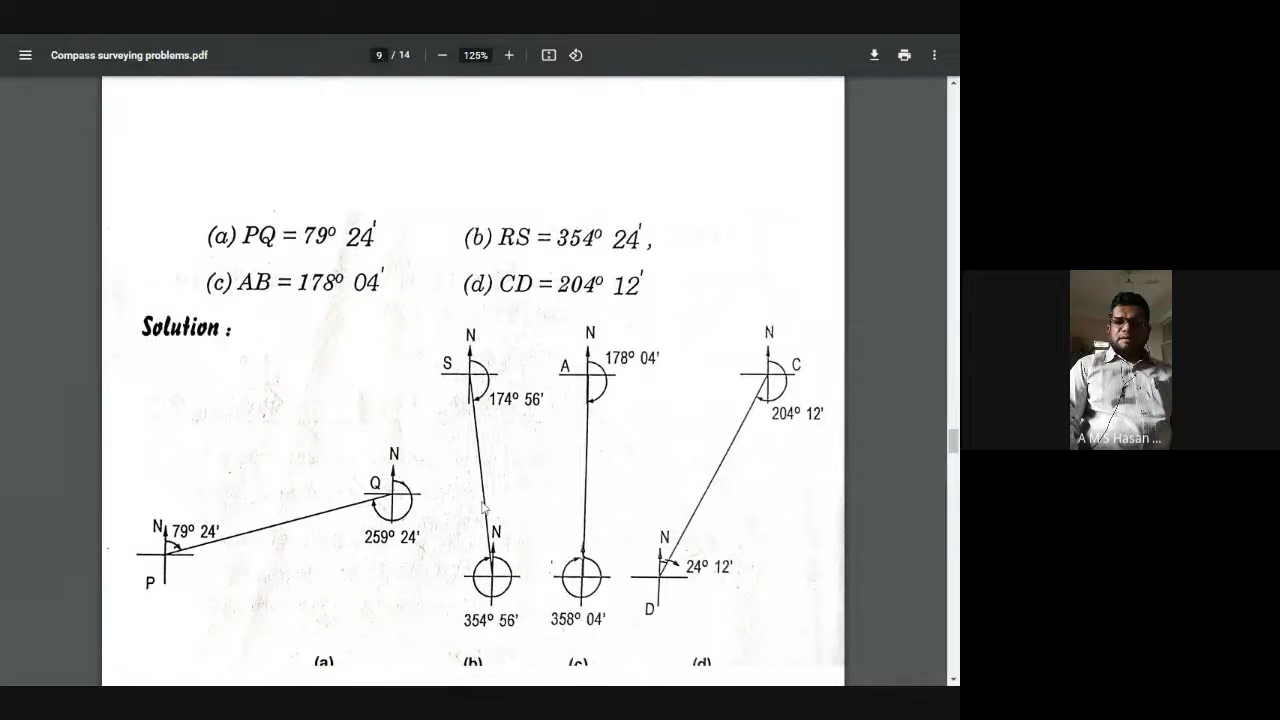 Compass surveying problems.pdf
9 / 14
125%
(a) PQ = 79° 24' (b) RS = 354° 24',
(c) AB = 178° 04' (d) CD = 204° 12'
Solution :
N N N
S A 178° 04' C
174° 56' 204° 12'
N
Q
N 79° 24' 259° 24' N N 24° 12'
P D
354° 56' 358° 04'
(a) (b) (c) (d)
A M S Hasan ...